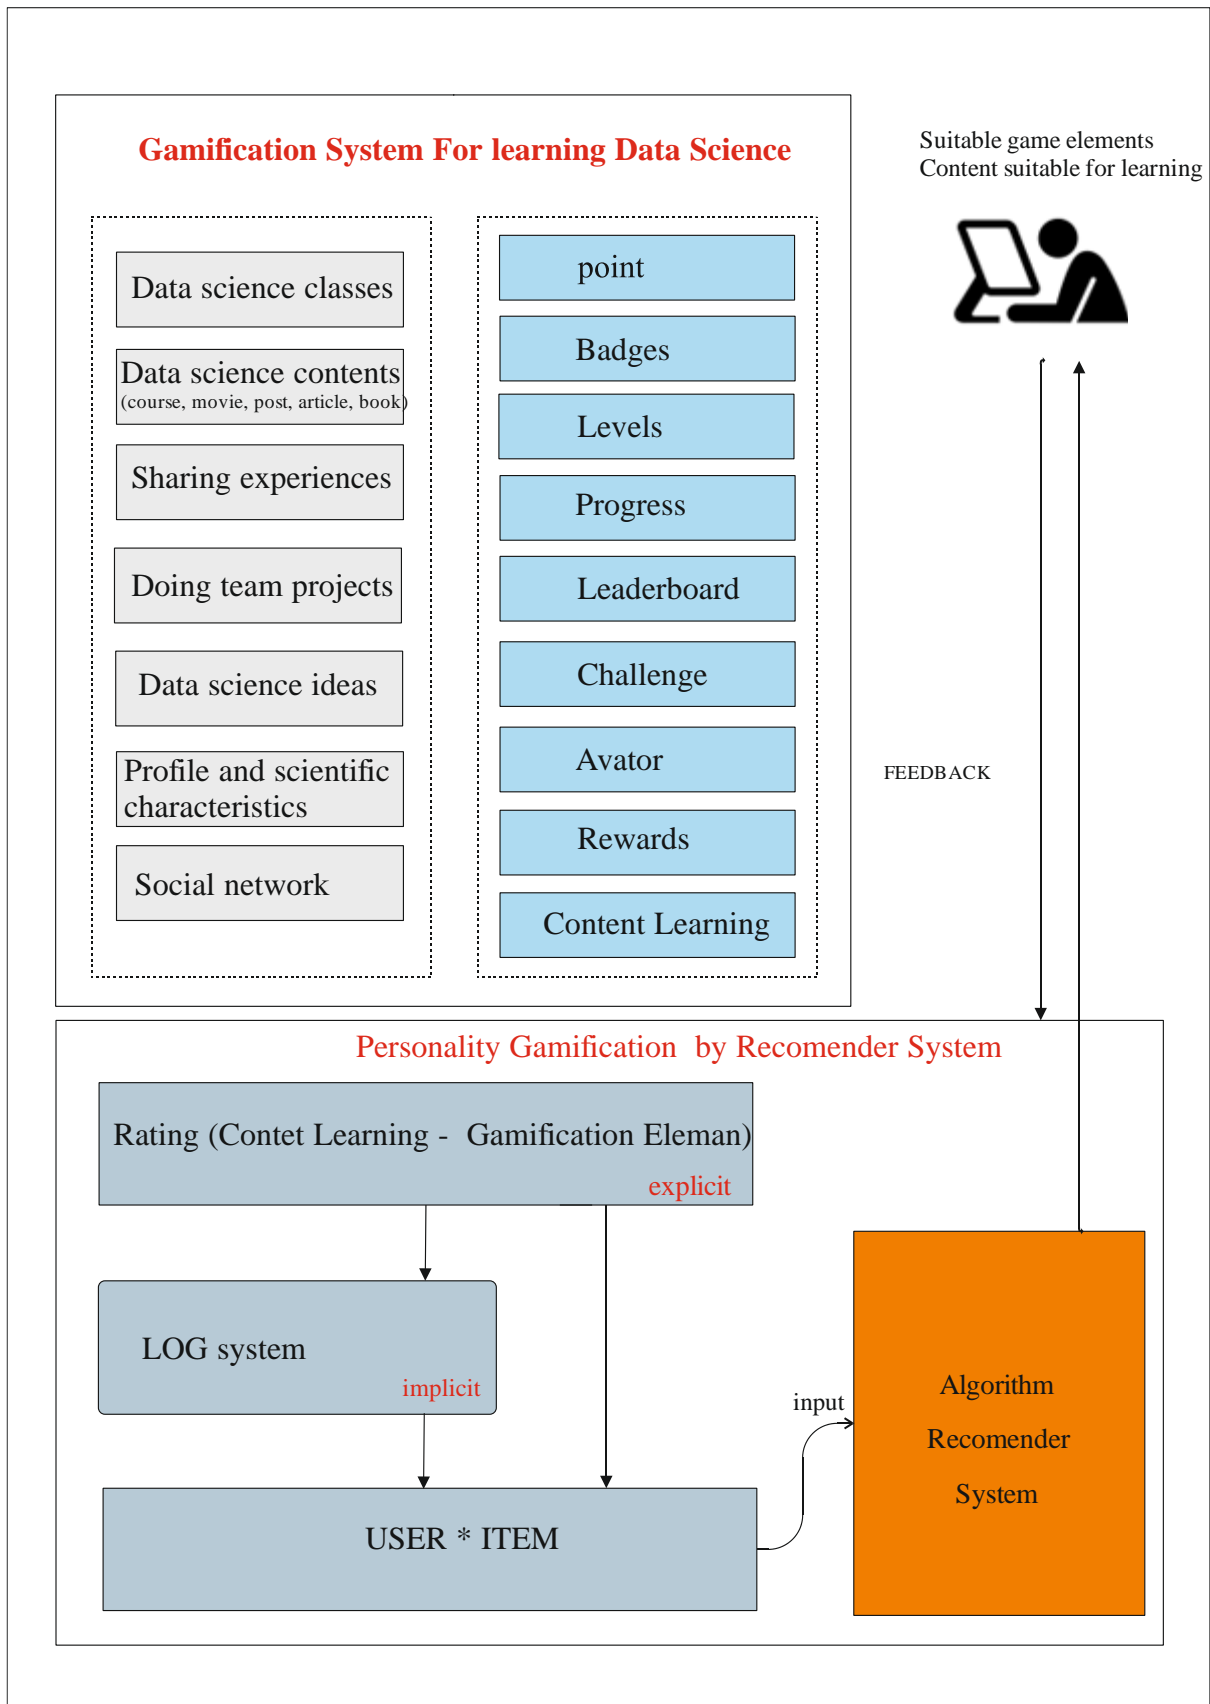 Gamification System For learning Data Science
Suitable game elements
Content suitable for learning
Data science classes
Data science contents
(course, movie, post, article, book)
Sharing experiences
Doing team projects
Data science ideas
Profile and scientific
characteristics
Social network
point
Badges
Levels
Progress
Leaderboard
Challenge
Avator
Rewards
Content Learning
FEEDBACK
Personality Gamification by Recomender System
Rating (Contet Learning - Gamification Eleman)
explicit
LOG system
implicit
USER * ITEM
input
Algorithm
Recomender
System